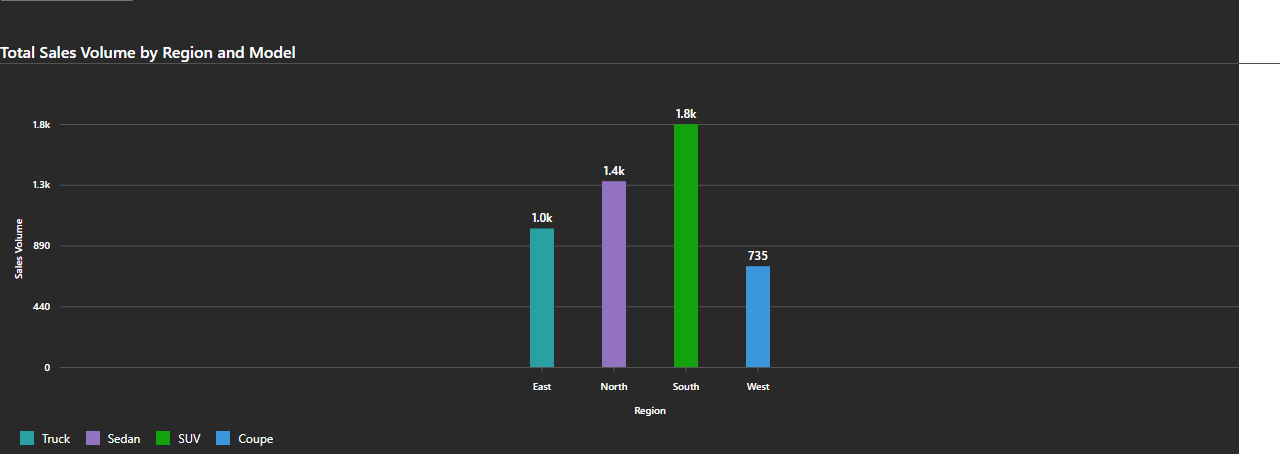 Total Sales Volume by Region and Model
1.8k
1.3k
890
440
0
Sales Volume
1.0k
1.4k
1.8k
735
East North South West
Region
Truck Sedan SUV Coupe